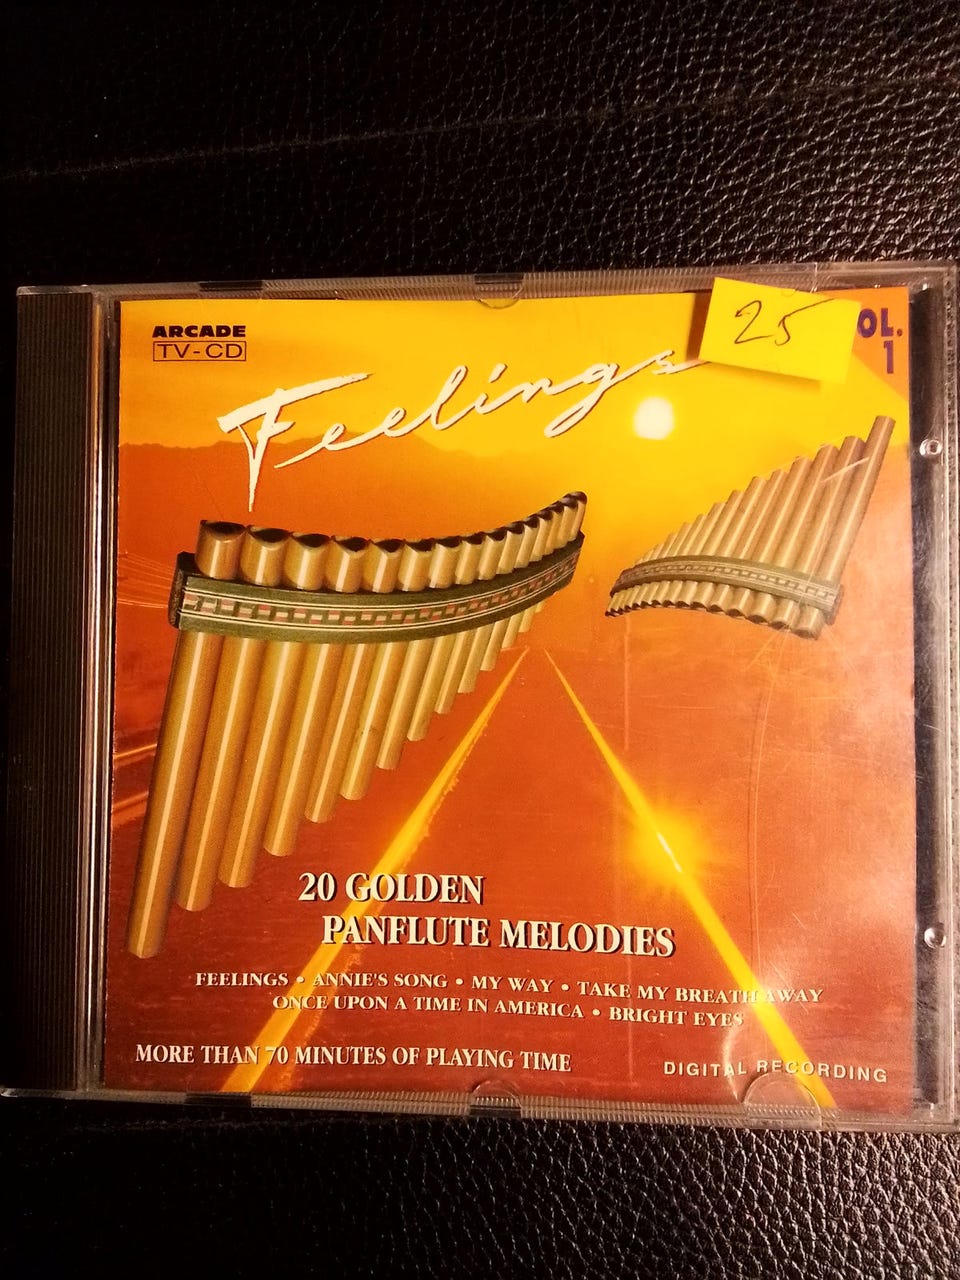 ARCADE
TV-CD
25
OL.
1
Feelings
20 GOLDEN
PANFLUTE MELODIES
FEELINGS • ANNIE'S SONG • MY WAY • TAKE MY BREATH AWAY
ONCE UPON A TIME IN AMERICA • BRIGHT EYES
MORE THAN 70 MINUTES OF PLAYING TIME
DIGITAL RECORDING